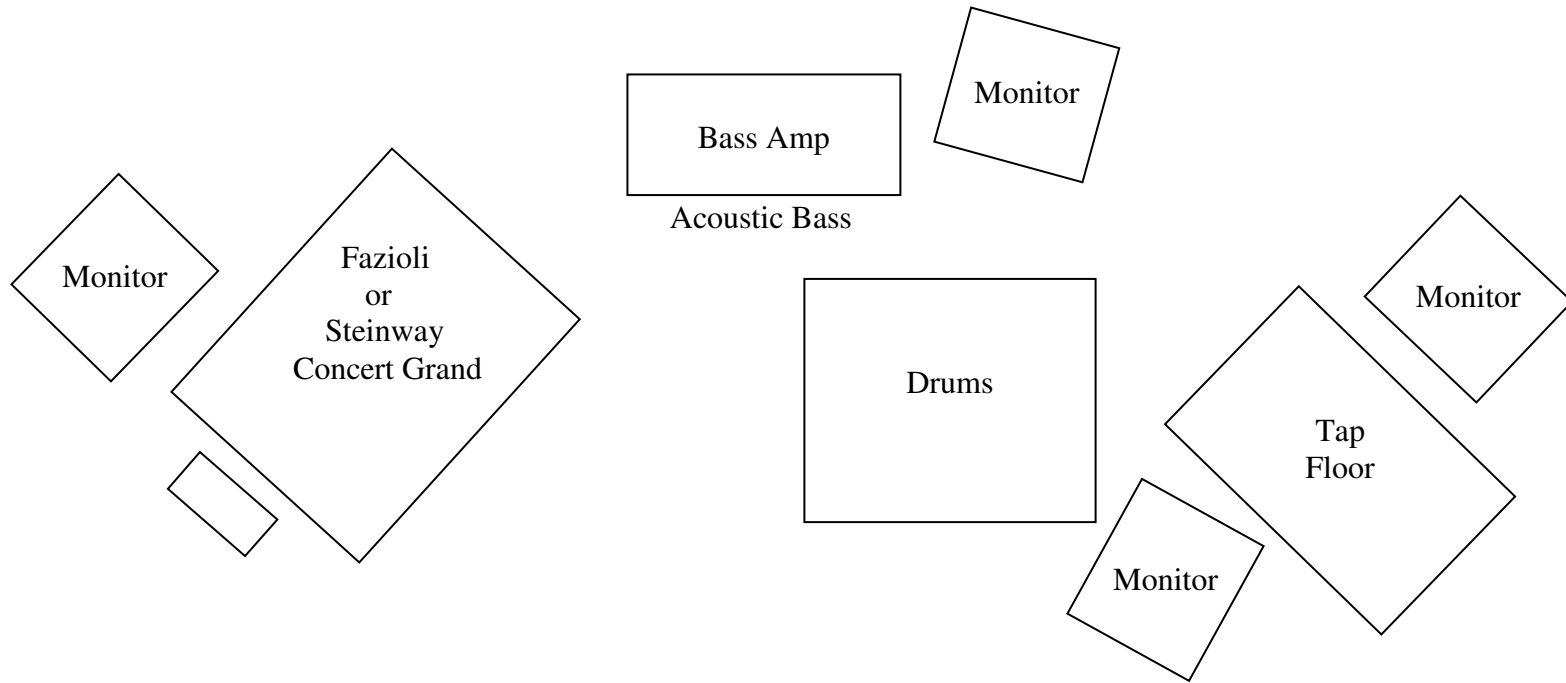 Monitor
Bass Amp
Acoustic Bass
Monitor
Fazioli
or
Steinway
Concert Grand
Monitor
Drums
Tap
Floor
Monitor